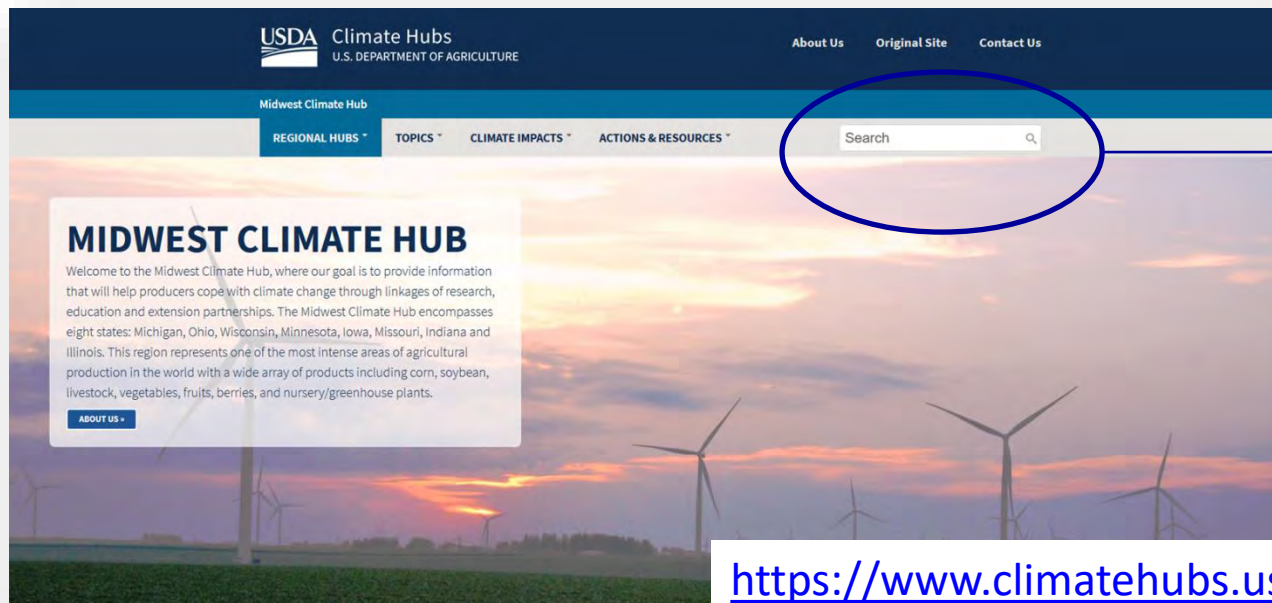 USDA Climate Hubs
U.S. DEPARTMENT OF AGRICULTURE
About Us Original Site Contact Us
Midwest Climate Hub
REGIONAL HUBS TOPICS CLIMATE IMPACTS ACTIONS & RESOURCES Search
MIDWEST CLIMATE HUB
Welcome to the Midwest Climate Hub, where our goal is to provide information
that will help producers cope with climate change through linkages of research,
education and extension partnerships. The Midwest Climate Hub encompasses
eight states: Michigan, Ohio, Wisconsin, Minnesota, Iowa, Missouri, Indiana and
Illinois. This region represents one of the most intense areas of agricultural
production in the world with a wide array of products including corn, soybean,
livestock, vegetables, fruits, berries, and nursery/greenhouse plants.
ABOUT US »
https://www.climatehubs.us